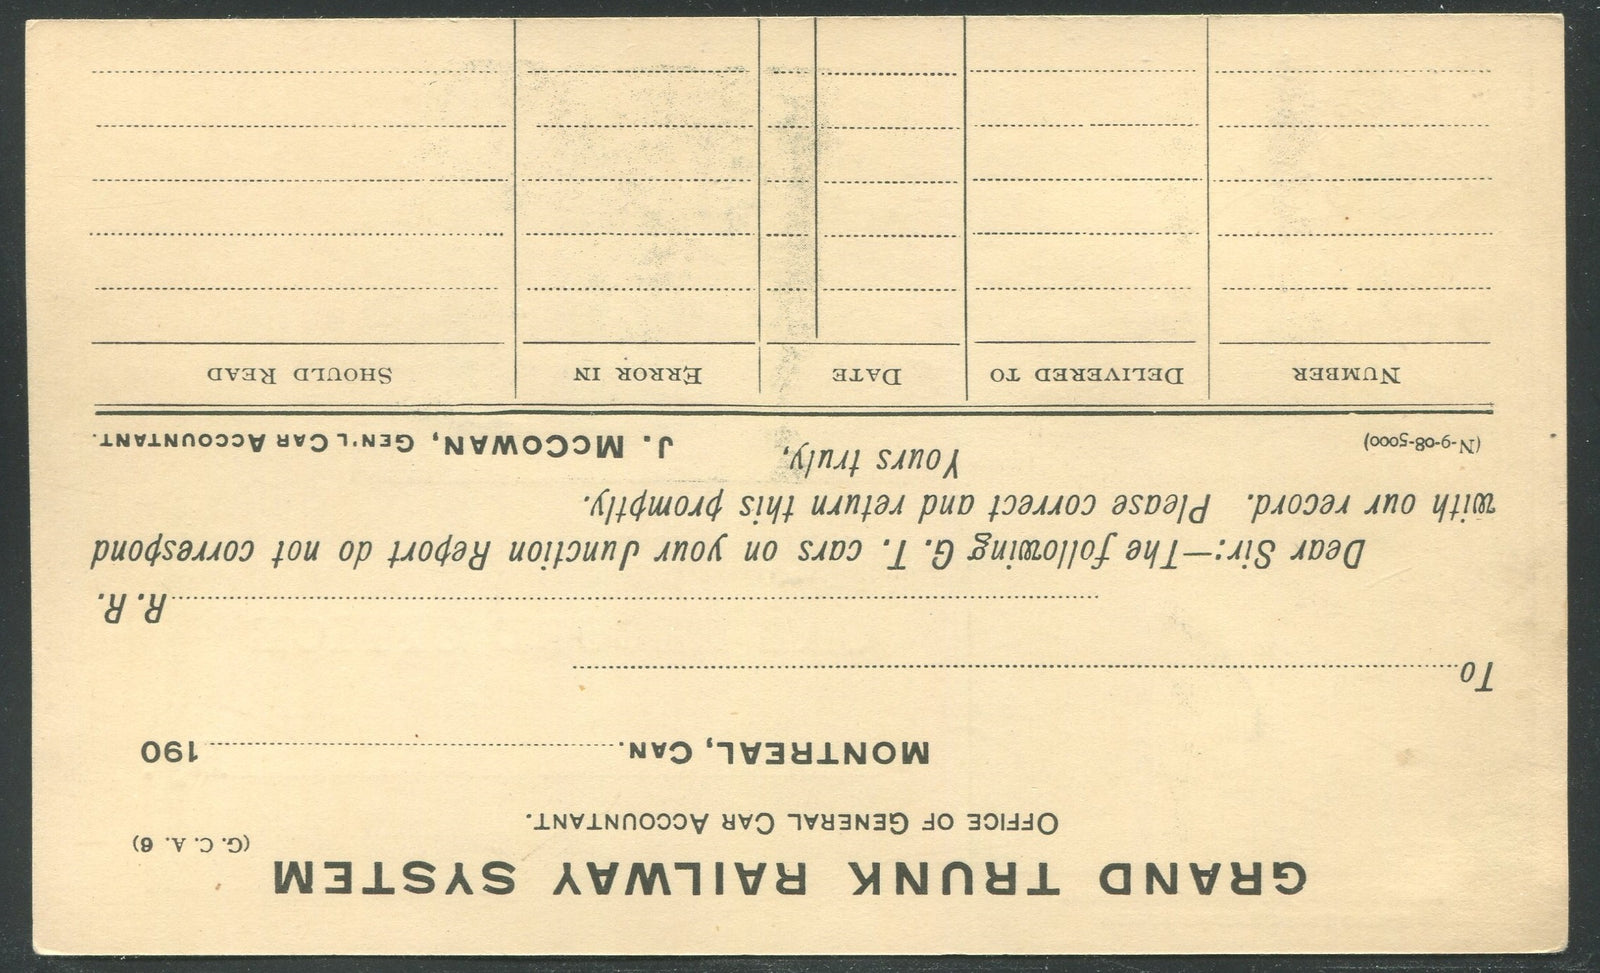 GRAND TRUNK RAILWAY SYSTEM
(G. C. A. 6)
OFFICE OF GENERAL CAR ACCOUNTANT.
MONTREAL, CAN. 190
To
R. R.
Dear Sir:—The following G. T. cars on your Junction Report do not correspond
with our record. Please correct and return this promptly.
Yours truly,
(N-9-08-5000) J. MCCOWAN, GEN'L CAR ACCOUNTANT.
NUMBER DELIVERED TO DATE ERROR IN SHOULD READ